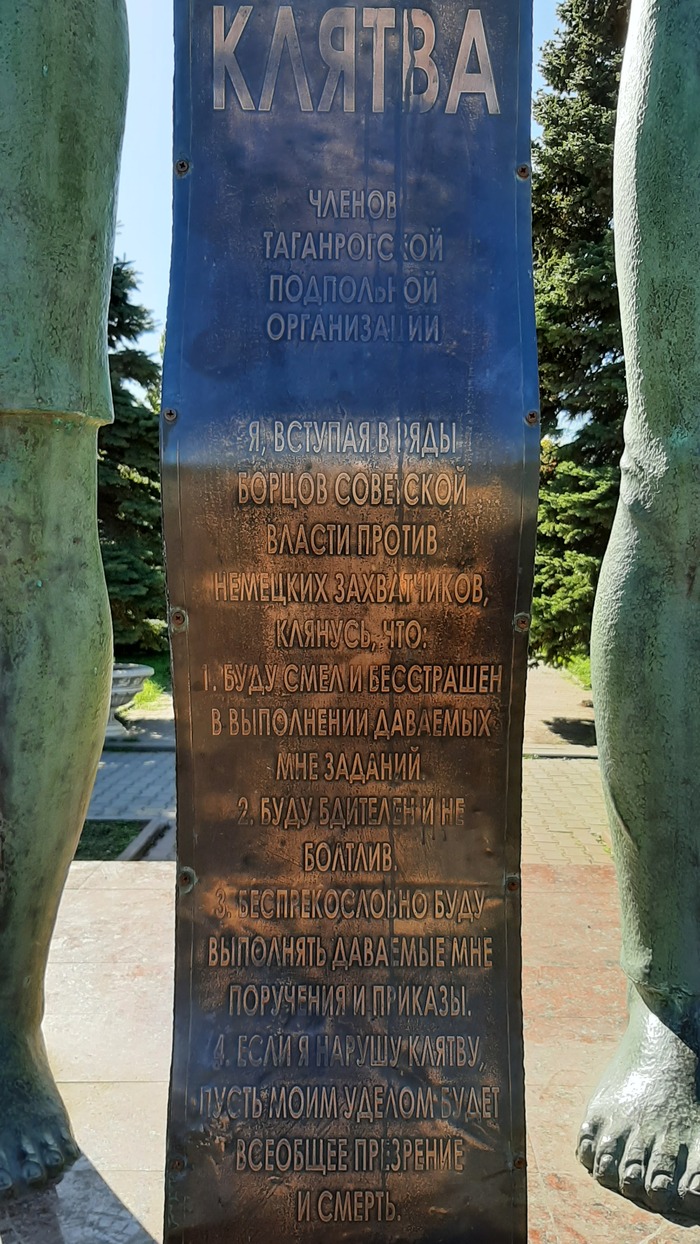 КЛЯТВА
ЧЛЕНОВ
ТАГАНРОГСКОЙ
ПОДПОЛЬНОЙ
ОРГАНИЗАЦИИ
Я, ВСТУПАЯ В РЯДЫ
БОРЦОВ СОВЕТСКОЙ
ВЛАСТИ ПРОТИВ
НЕМЕЦКИХ ЗАХВАТЧИКОВ,
КЛЯНУСЬ, ЧТО:
1. БУДУ СМЕЛ И БЕССТРАШЕН
В ВЫПОЛНЕНИИ ДАВАЕМЫХ
МНЕ ЗАДАНИЙ.
2. БУДУ БДИТЕЛЕН И НЕ
БОЛТЛИВ.
3. БЕСПРЕКОСЛОВНО БУДУ
ВЫПОЛНЯТЬ ДАВАЕМЫЕ МНЕ
ПОРУЧЕНИЯ И ПРИКАЗЫ.
4. ЕСЛИ Я НАРУШУ КЛЯТВУ,
ПУСТЬ МОИМ УДЕЛОМ БУДЕТ
ВСЕОБЩЕЕ ПРЕЗРЕНИЕ
И СМЕРТЬ.